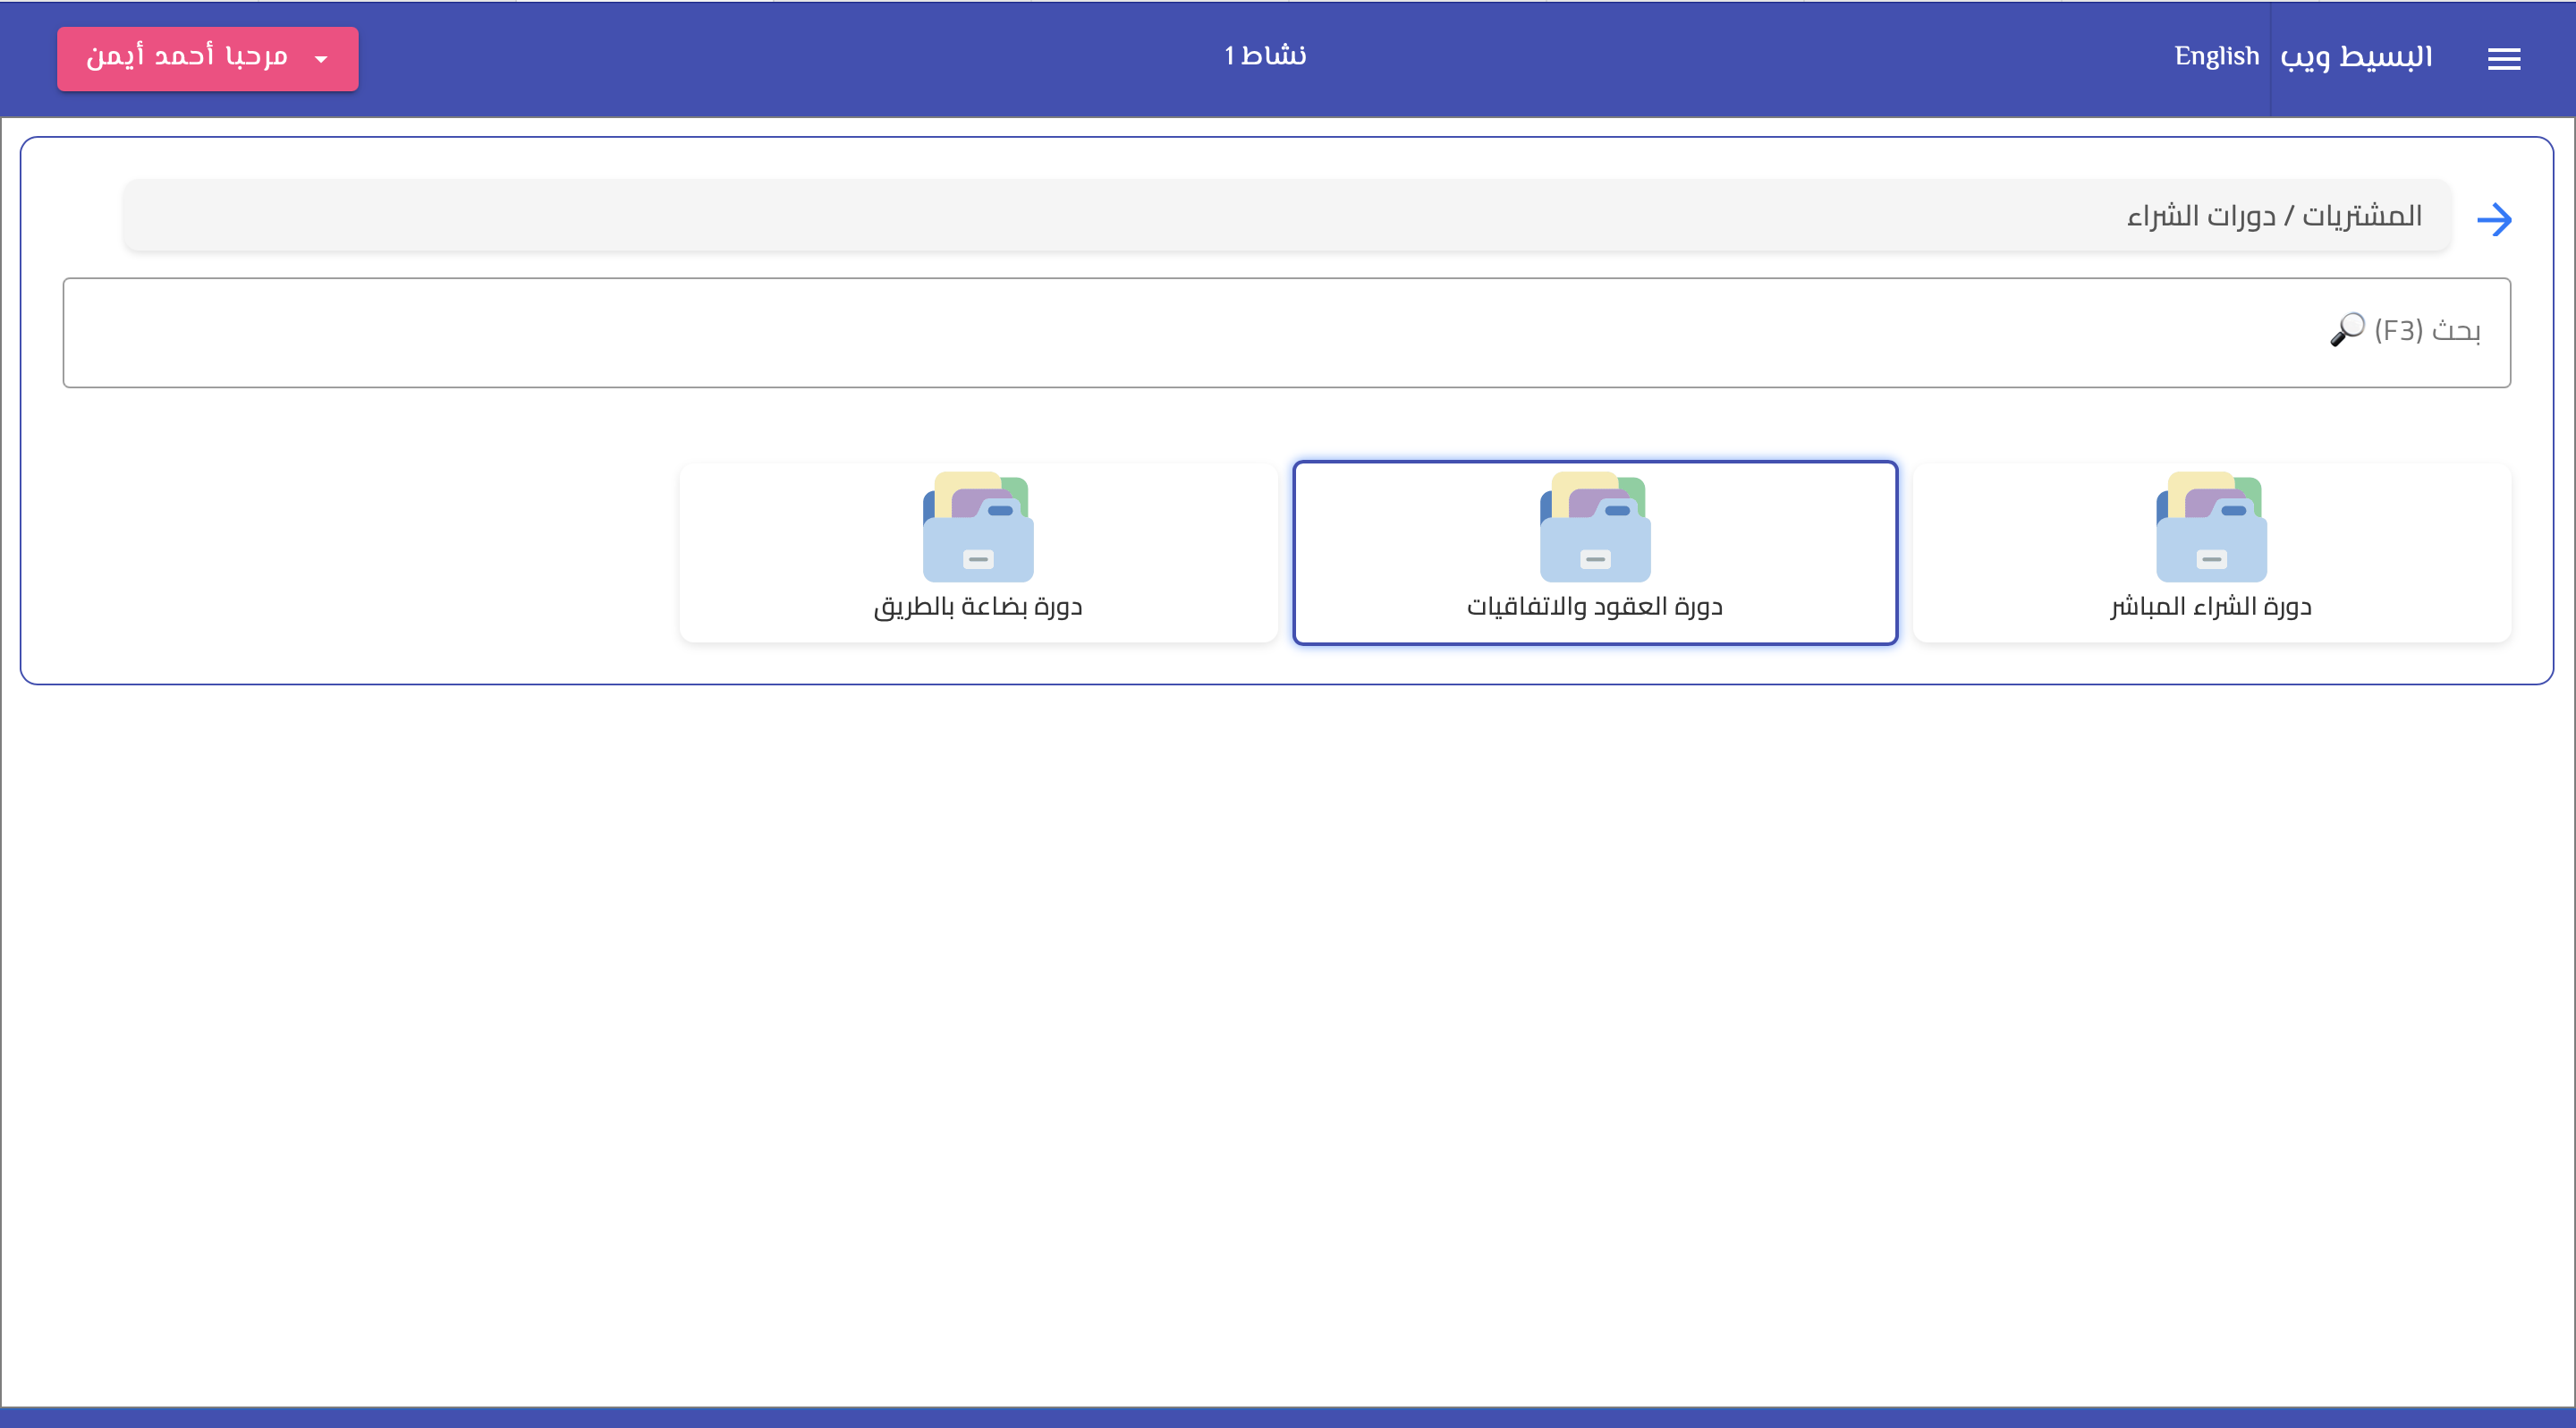 البسيط ويب
English
نشاط 1
مرحبا أحمد أيمن
المشتريات / دورات الشراء
بحث (F3) 🔎
دورة الشراء المباشر
دورة العقود والاتفاقيات
دورة بضاعة بالطريق